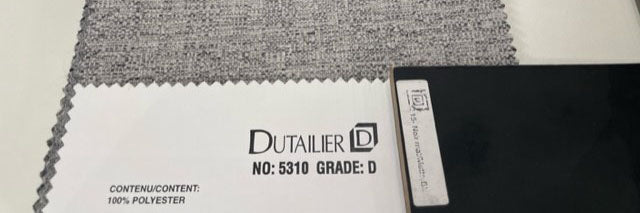 DUTAILIER D
NO: 5310 GRADE: D
CONTENU/CONTENT:
100% POLYESTER